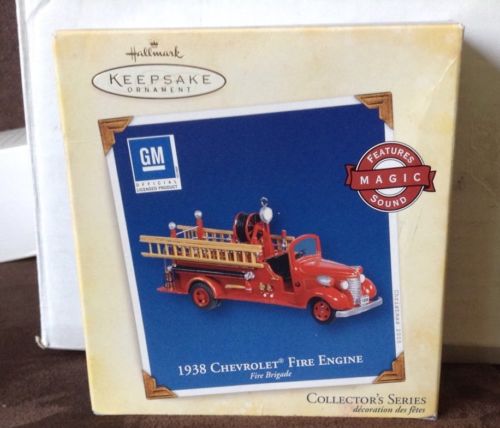 Hallmark
KEEPSAKE
ORNAMENT
GM
OFFICIAL
LICENSED PRODUCT
FEATURES
MAGIC
SOUND
1938 CHEVROLET® FIRE ENGINE
Fire Brigade
COLLECTOR'S SERIES
décoration des fêtes